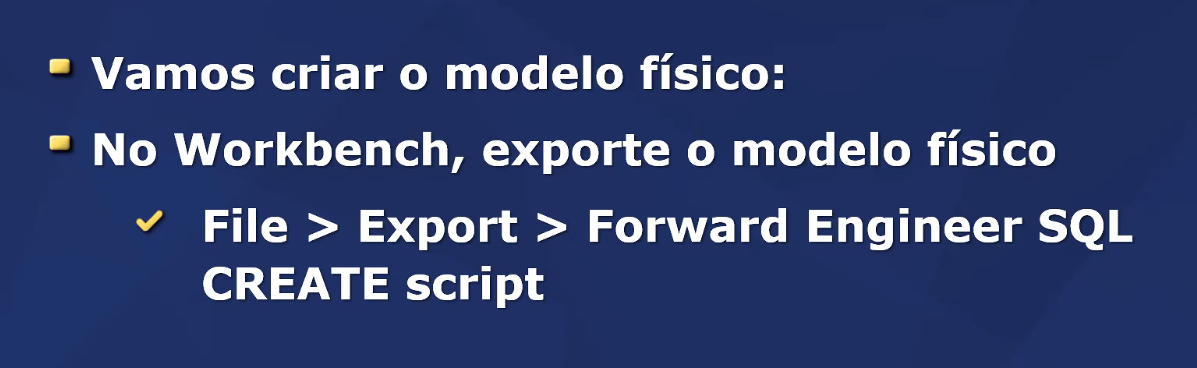 Vamos criar o modelo físico:
No Workbench, exporte o modelo físico
File > Export > Forward Engineer SQL
CREATE script